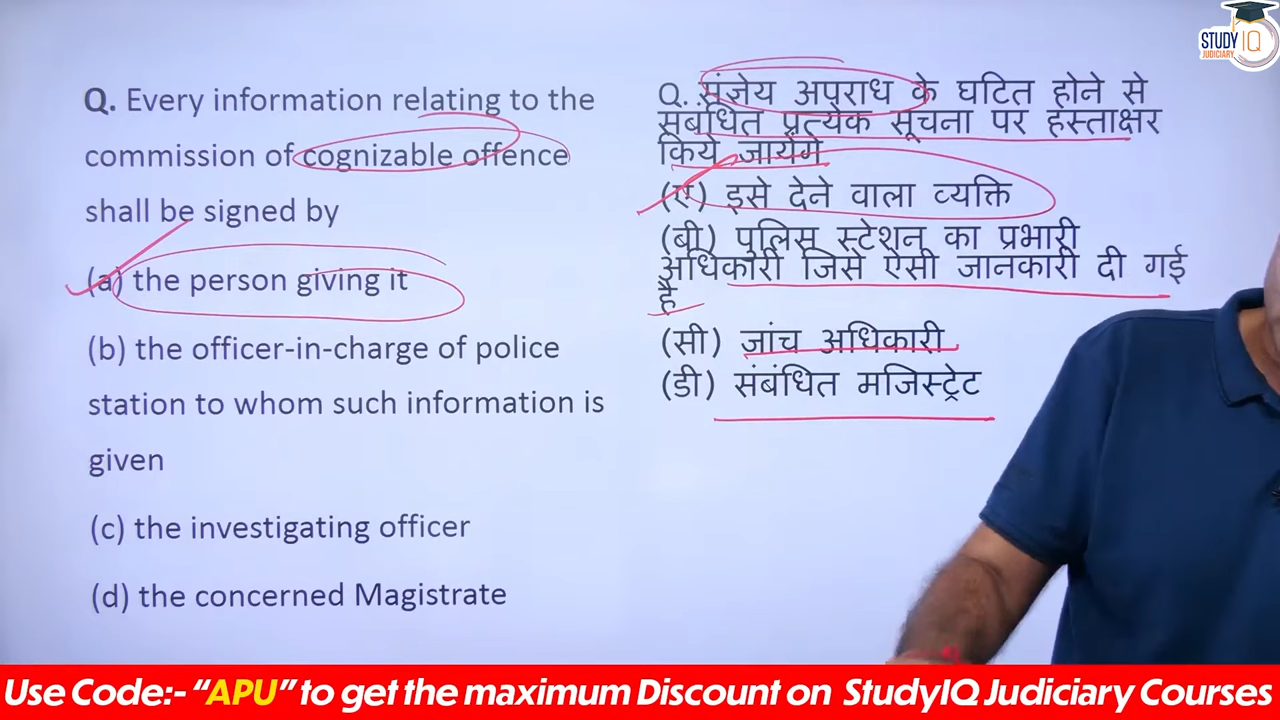 STUDY IQ
JUDICIARY
Q. Every information relating to the
commission of cognizable offence
shall be signed by
(a) the person giving it
(b) the officer-in-charge of police
station to whom such information is
given
(c) the investigating officer
(d) the concerned Magistrate
Q. संज्ञेय अपराध के घटित होने से
संबंधित प्रत्येक सूचना पर हस्ताक्षर
किये जायेंगे
(ए) इसे देने वाला व्यक्ति
(बी) पुलिस स्टेशन का प्रभारी
अधिकारी जिसे ऐसी जानकारी दी गई
है
(सी) जांच अधिकारी
(डी) संबंधित मजिस्ट्रेट
Use Code:- “APU” to get the maximum Discount on StudyIQ Judiciary Courses